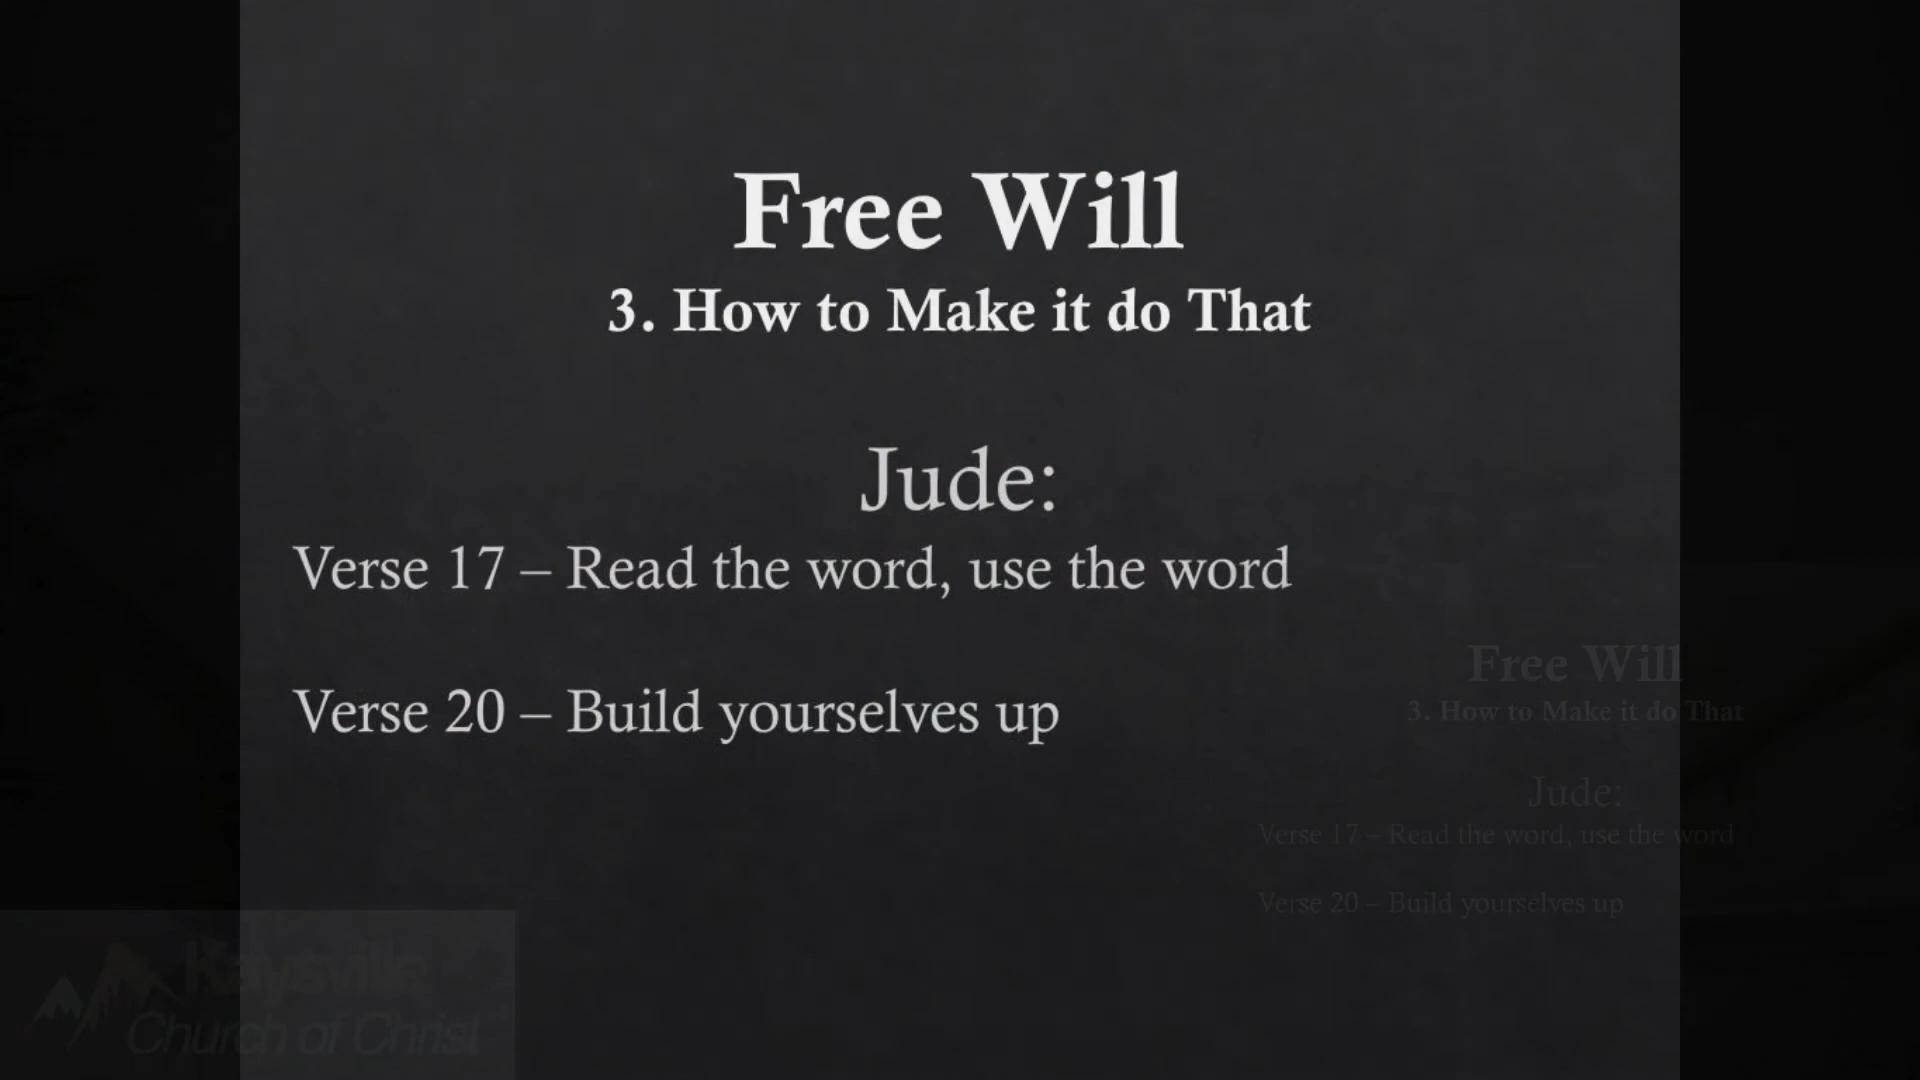 Free Will
3. How to Make it do That
Jude:
Verse 17 – Read the word, use the word
Verse 20 – Build yourselves up
Free Will
3. How to Make it do That
Jude:
Verse 17 – Read the word, use the word
Verse 20 – Build yourselves up
Kaysville
Church of Christ